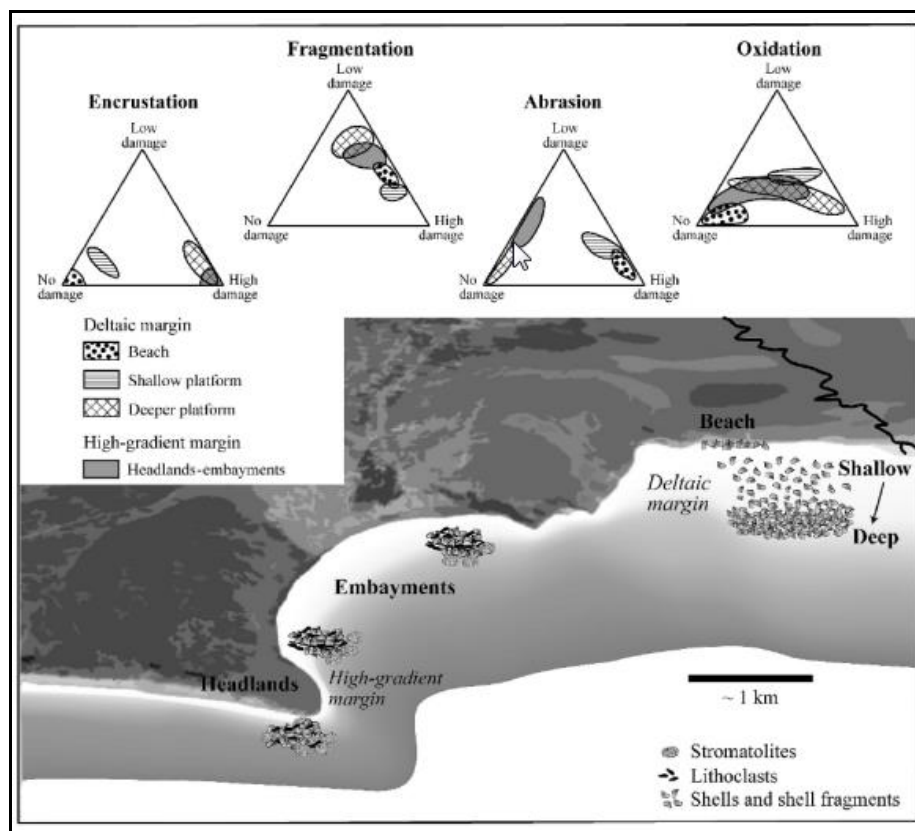 Fragmentation
Low
damage
No
damage
High
damage
Oxidation
Low
damage
No
damage
High
damage
Encrustation
Low
damage
No
damage
High
damage
Abrasion
Low
damage
No
damage
High
damage
Deltaic margin
Beach
Shallow platform
Deeper platform
High-gradient margin
Headlands-embayments
Beach
Deltaic
margin
Shallow
Deep
Embayments
Headlands
High-gradient
margin
~ 1 km
Stromatolites
Lithoclasts
Shells and shell fragments